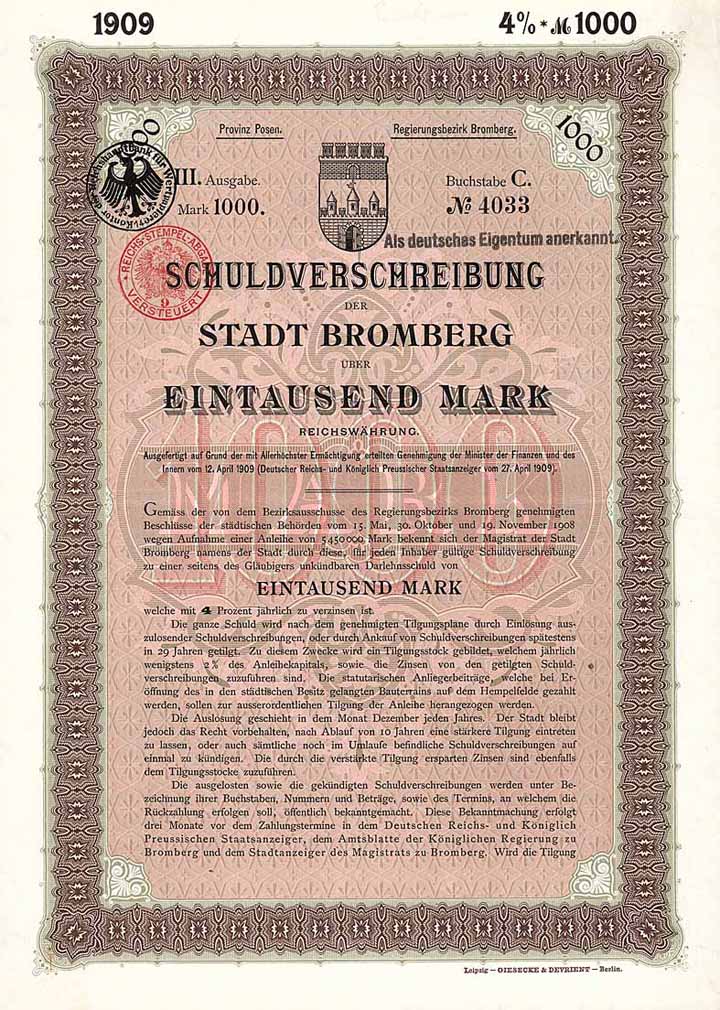 1909 4% * ℳ 1000
Provinz Posen. Regierungsbezirk Bromberg.
1000
III. Ausgabe. Buchstabe C.
Mark 1000. № 4033
Als deutsches Eigentum anerkannt.
REICHS-STEMPEL-ABGABE
9
VERSTEUERT
SCHULDVERSCHREIBUNG
DER
STADT BROMBERG
ÜBER
EINTAUSEND MARK
REICHSWÄHRUNG.
Ausgefertigt auf Grund der mit Allerhöchster Ermächtigung erteilten Genehmigung der Minister der Finanzen und des
Innern vom 12. April 1909 (Deutscher Reichs- und Königlich Preussischer Staatsanzeiger vom 27. April 1909).
1000
MARK
Gemäss der von dem Bezirksausschusse des Regierungsbezirks Bromberg genehmigten
Beschlüsse der städtischen Behörden vom 15. Mai, 30. Oktober und 19. November 1908
wegen Aufnahme einer Anleihe von 5450000 Mark bekennt sich der Magistrat der Stadt
Bromberg namens der Stadt durch diese, für jeden Inhaber gültige Schuldverschreibung
zu einer seitens des Gläubigers unkündbaren Darlehnsschuld von
EINTAUSEND MARK
welche mit 4 Prozent jährlich zu verzinsen ist.
Die ganze Schuld wird nach dem genehmigten Tilgungsplane durch Einlösung aus-
zulosender Schuldverschreibungen, oder durch Ankauf von Schuldverschreibungen spätestens
in 29 Jahren getilgt. Zu diesem Zwecke wird ein Tilgungsstock gebildet, welchem jährlich
wenigstens 2% des Anleihekapitals, sowie die Zinsen von den getilgten Schuld-
verschreibungen zuzuführen sind. Die statutarischen Anliegerbeiträge, welche bei Er-
öffnung des in den städtischen Besitz gelangten Bauterrains auf dem Hempelfelde gezahlt
werden, sollen zur ausserordentlichen Tilgung der Anleihe herangezogen werden.
Die Auslosung geschieht in dem Monat Dezember jeden Jahres. Der Stadt bleibt
jedoch das Recht vorbehalten, nach Ablauf von 10 Jahren eine stärkere Tilgung eintreten
zu lassen, oder auch sämtliche noch im Umlaufe befindliche Schuldverschreibungen auf
einmal zu kündigen. Die durch die verstärkte Tilgung ersparten Zinsen sind ebenfalls
dem Tilgungsstocke zuzuführen.
Die ausgelosten sowie die gekündigten Schuldverschreibungen werden unter Be-
zeichnung ihrer Buchstaben, Nummern und Beträge, sowie des Termins, an welchem die
Rückzahlung erfolgen soll, öffentlich bekanntgemacht. Diese Bekanntmachung erfolgt
drei Monate vor dem Zahlungstermine in dem Deutschen Reichs- und Königlich
Preussischen Staatsanzeiger, dem Amtsblatte der Königlichen Regierung zu
Bromberg und dem Stadtanzeiger des Magistrats zu Bromberg. Wird die Tilgung
Leipzig — GIESECKE & DEVRIENT — Berlin.